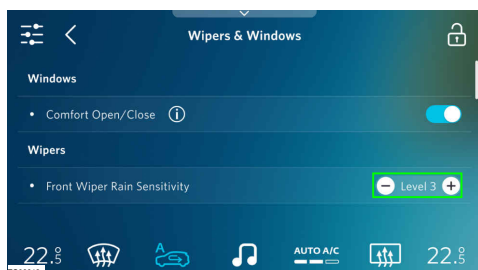 Wipers & Windows
Windows
• Comfort Open/Close
Wipers
• Front Wiper Rain Sensitivity
Level 3
22.5
A
AUTO A/C
22.5